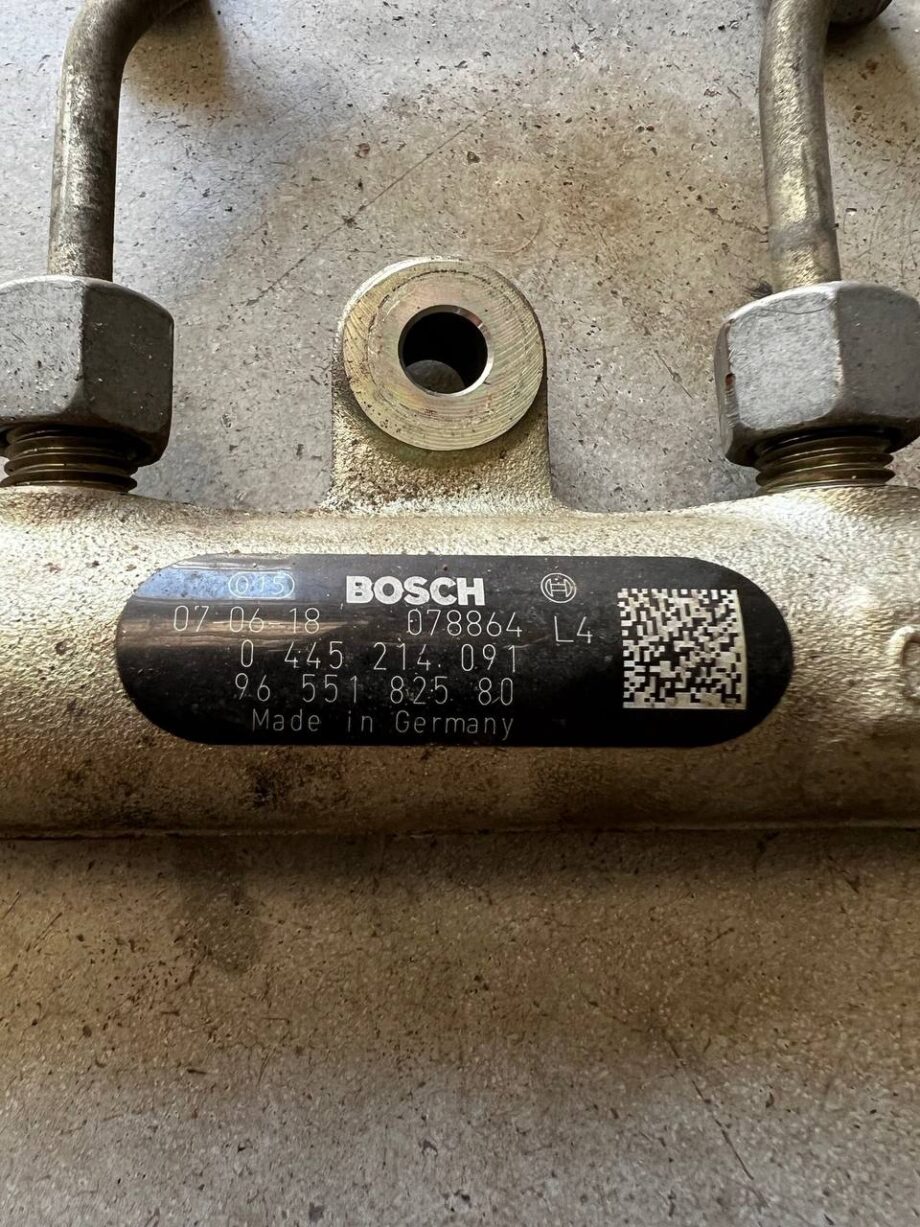 015 BOSCH
07 06 18 078864 L4
0 445 214 091
96 551 825 80
Made in Germany